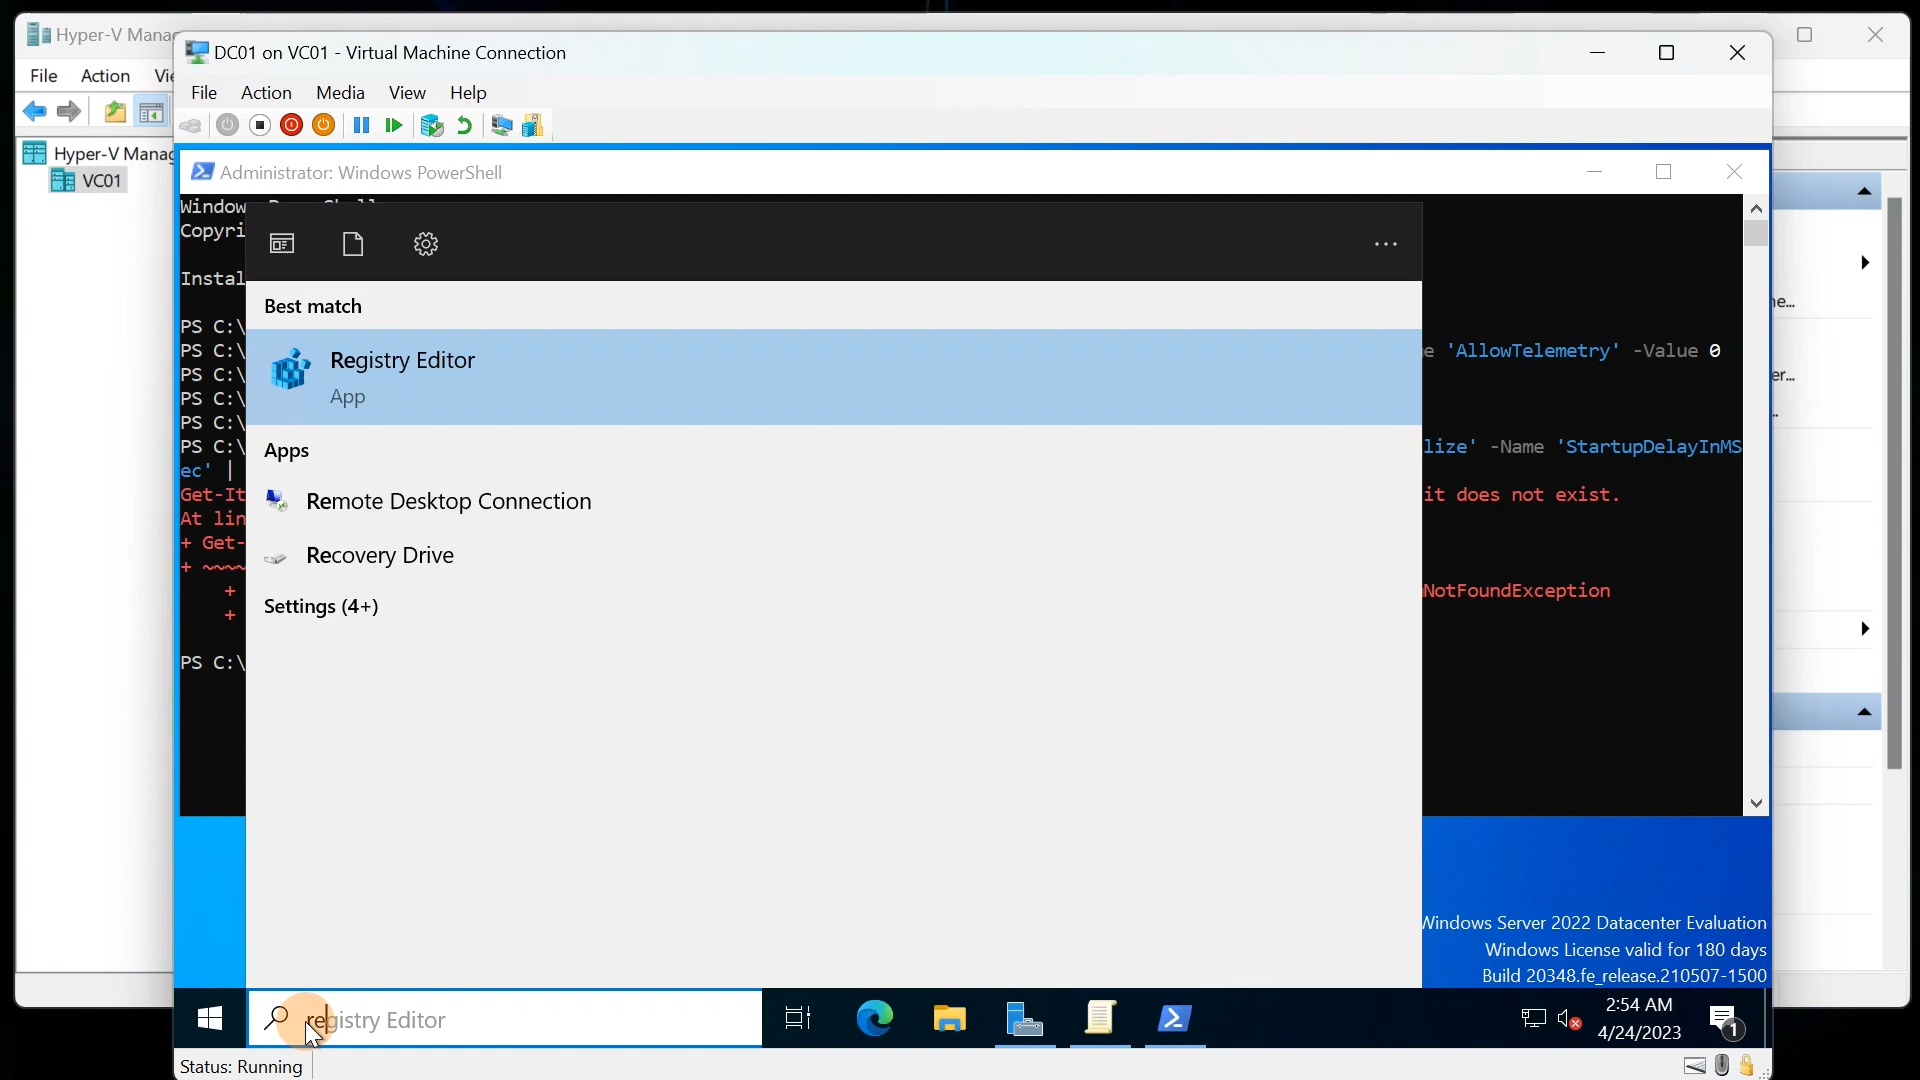 Hyper-V Mana
File Action
Hyper-V Manag
VC01
DC01 on VC01 - Virtual Machine Connection
File Action Media View Help
Administrator: Windows PowerShell
Window
Copyri
Instal
PS C:\
PS C:\ 'AllowTelemetry' -Value 0
PS C:\
PS C:\
PS C:\
PS C:\ lize' -Name 'StartupDelayInMS
ec' |
Get-It it does not exist.
At lin
+ Get-
+ ~~~~
+ NotFoundException
+
PS C:\
...
Best match
Registry Editor
App
Apps
Remote Desktop Connection
Recovery Drive
Settings (4+)
ne...
er...
Windows Server 2022 Datacenter Evaluation
Windows License valid for 180 days
Build 20348.fe_release.210507-1500
registry Editor
2:54 AM
4/24/2023
1
Status: Running